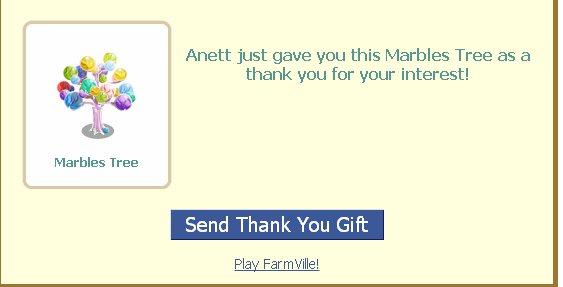 Anett just gave you this Marbles Tree as a
thank you for your interest!
Marbles Tree
Send Thank You Gift
Play FarmVille!